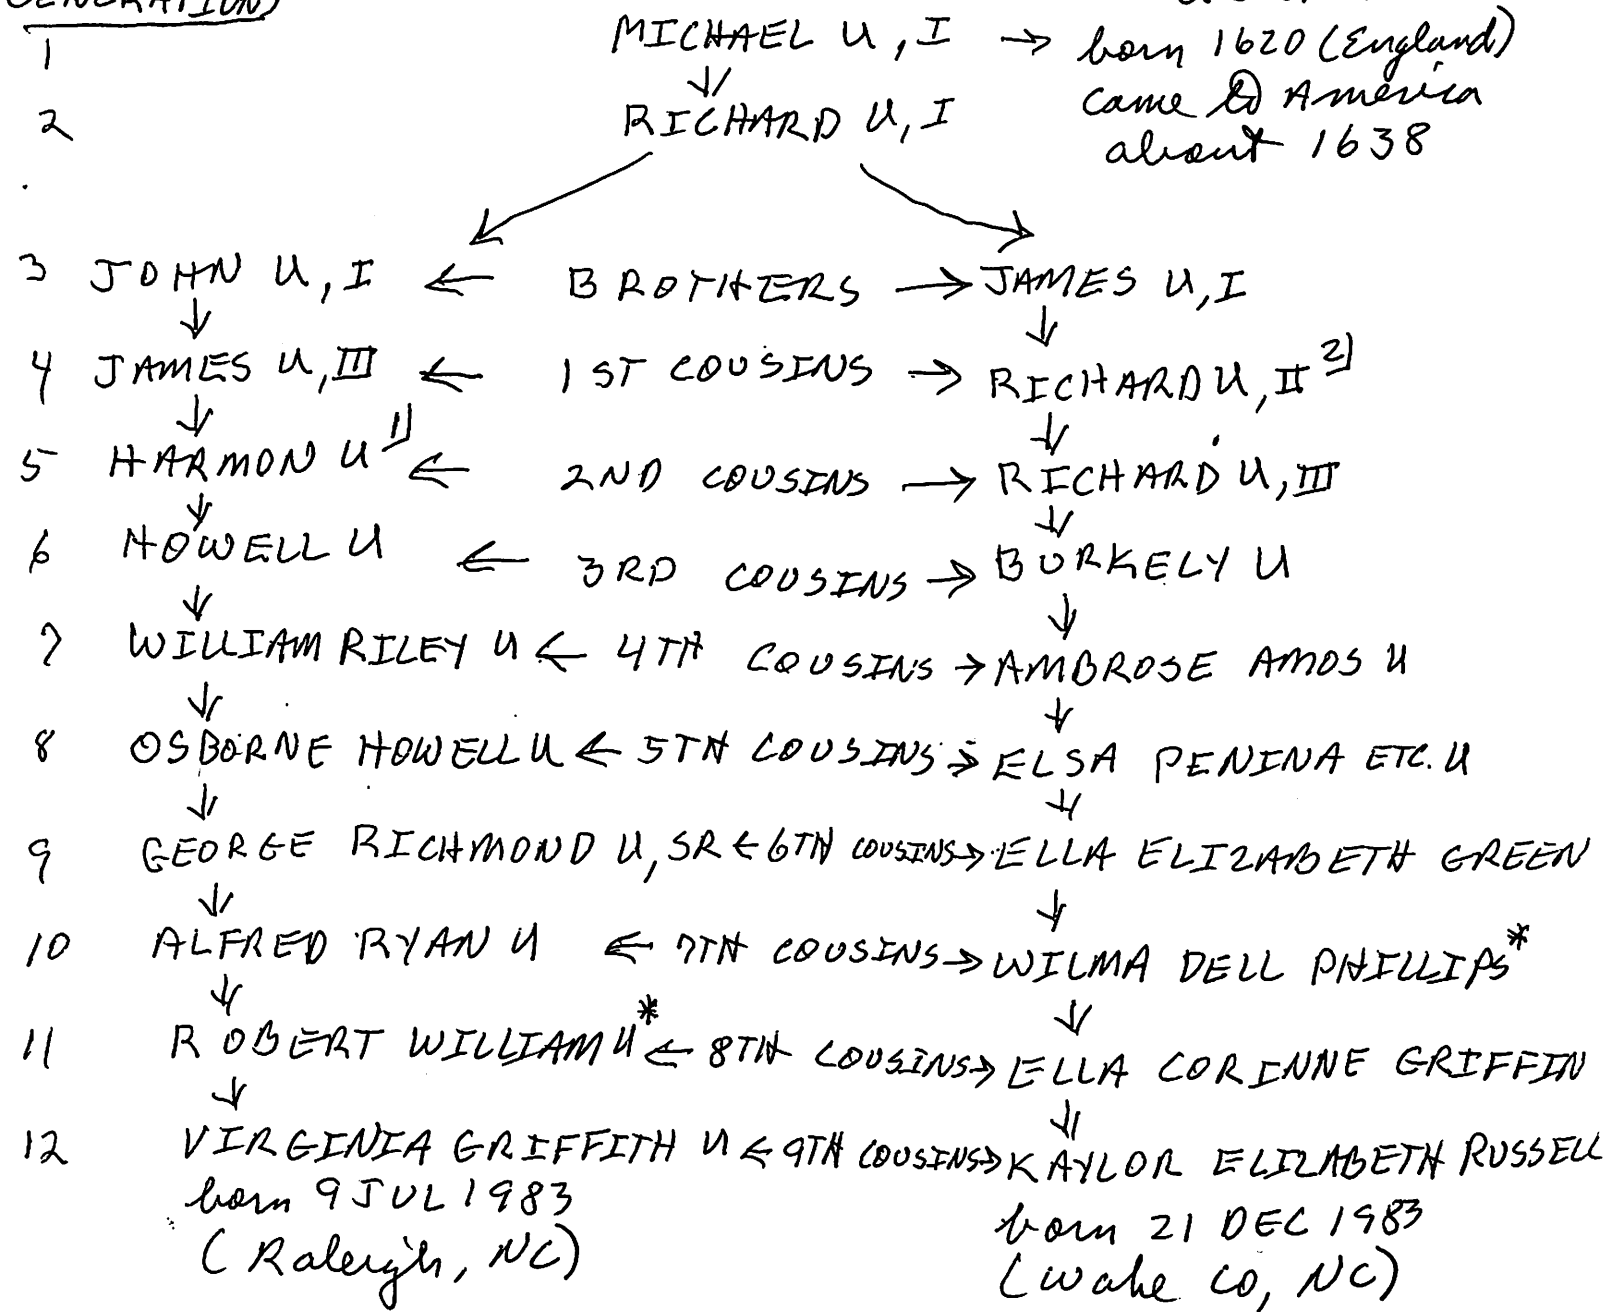 GENERATION)
1 MICHAEL U, I → born 1620 (England)
came to America
2 RICHARD U, I
about 1638
3 JOHN U, I ← BROTHERS → JAMES U, I
4 JAMES U, III ← 1ST COUSINS → RICHARD U, II 2)
5 HARMON U 1) ← 2ND COUSINS → RICHARD U, III
6 HOWELL U ← 3RD COUSINS → BURKELY U
7 WILLIAM RILEY U ← 4TH COUSINS → AMBROSE AMOS U
8 OSBORNE HOWELL U ← 5TH COUSINS → ELSA PENINA ETC. U
9 GEORGE RICHMOND U, SR ← 6TH COUSINS → ELLA ELIZABETH GREEN
10 ALFRED RYAN U ← 7TH COUSINS → WILMA DELL PHILLIPS*
11 ROBERT WILLIAM U* ← 8TH COUSINS → ELLA CORINNE GRIFFIN
12 VIRGINIA GRIFFITH U ← 9TH COUSINS → KAYLOR ELIZABETH RUSSELL
born 9 JUL 1983
born 21 DEC 1983
(Raleigh, NC)
(Wake Co, NC)